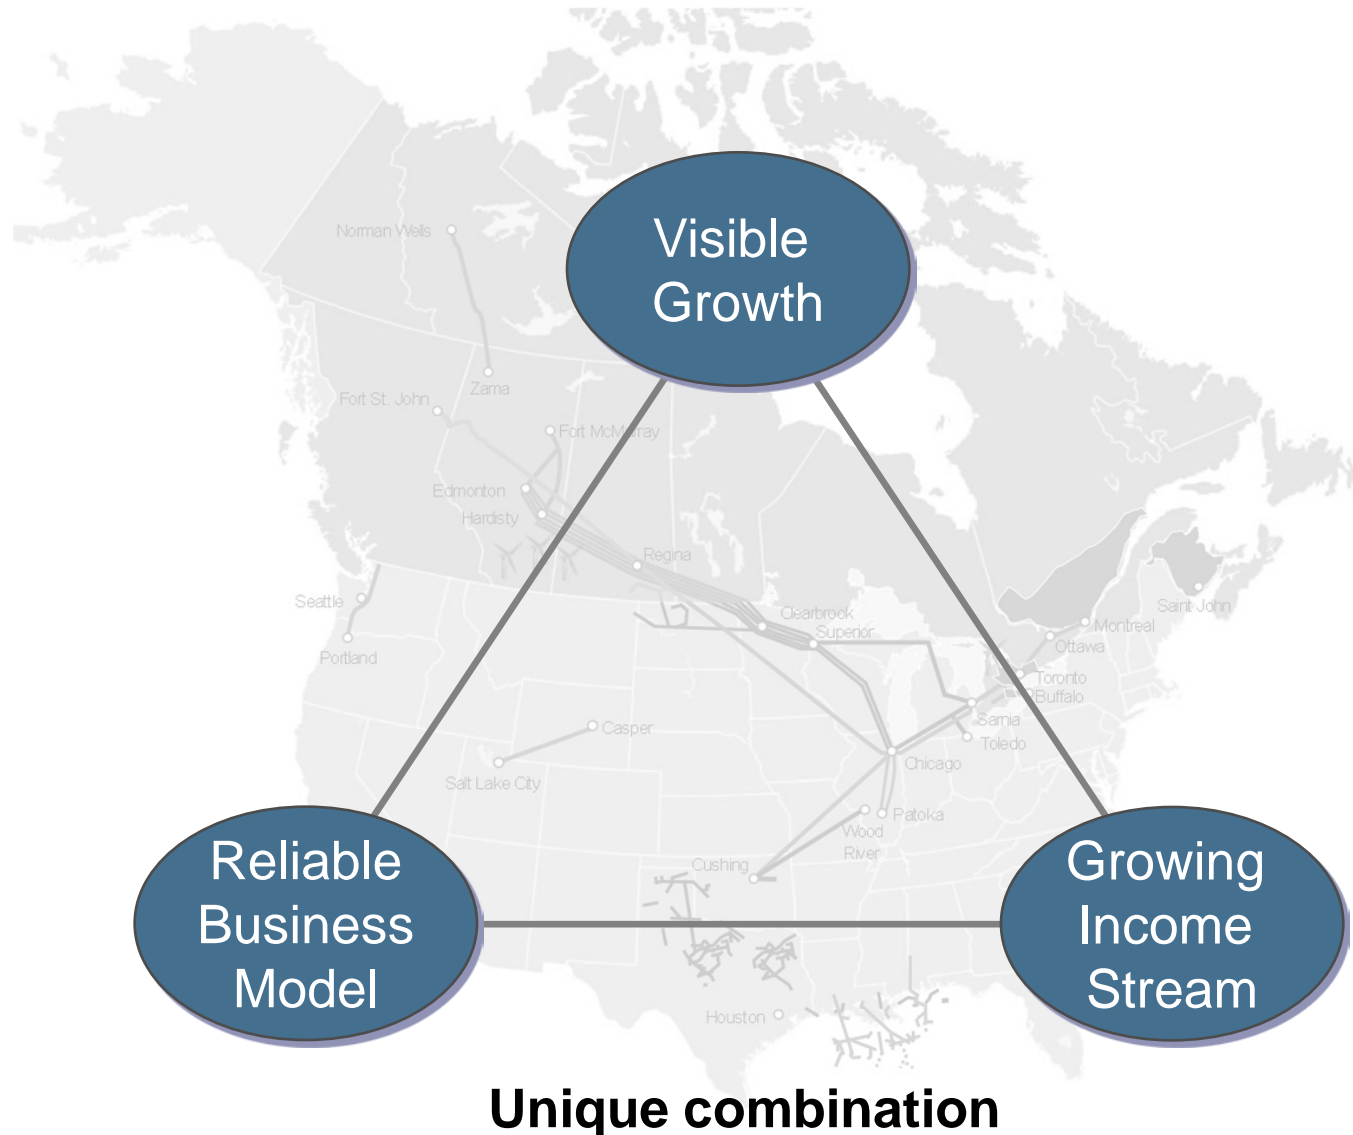 Visible
Growth
Norman Wells
Zama
Fort St. John
Fort McMurray
Edmonton
Hardisty
Regina
Seattle
Portland
Clearbrook
Superior
Saint John
Montreal
Ottawa
Toronto
Buffalo
Sarnia
Toledo
Casper
Salt Lake City
Chicago
Patoka
Wood
River
Cushing
Houston
Reliable
Business
Model
Growing
Income
Stream
Unique combination